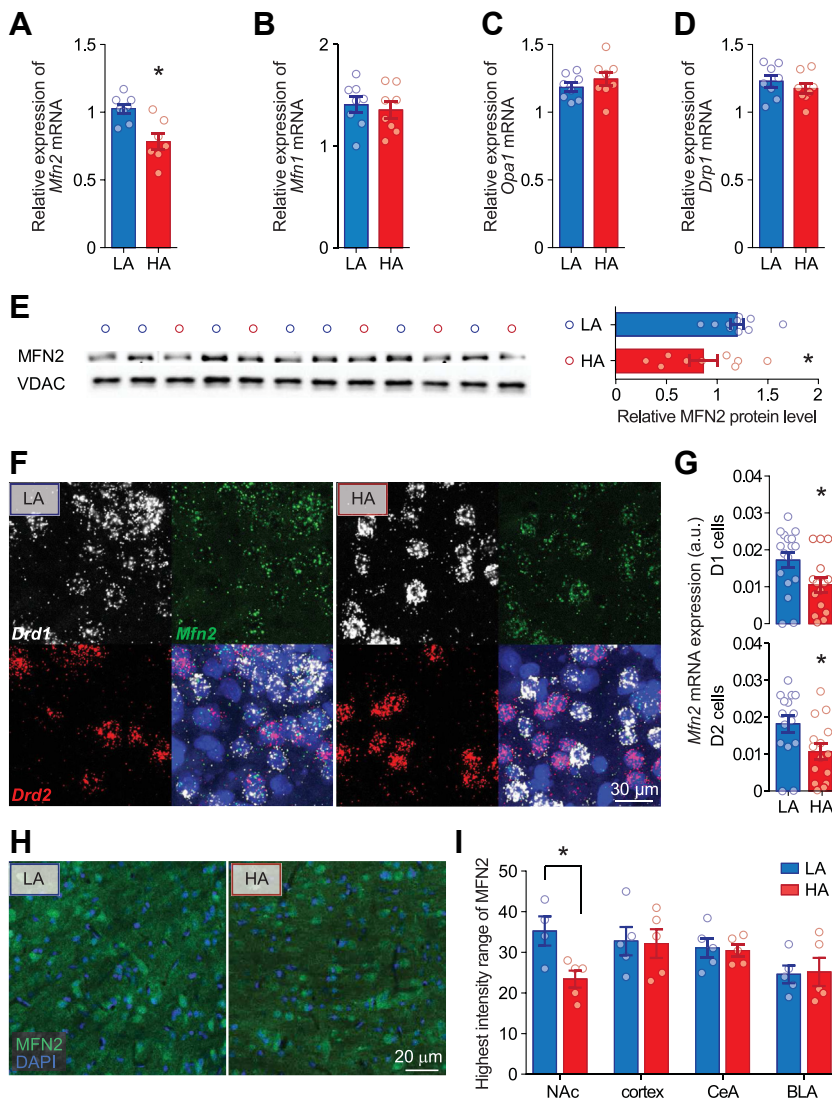 A
Relative expression of
Mfn2 mRNA
1.5
1
0.5
0
*
LA
HA
B
Relative expression of
Mfn1 mRNA
2
1
0
LA
HA
C
Relative expression of
Opa1 mRNA
1.5
1
0.5
0
LA
HA
D
Relative expression of
Drp1 mRNA
1.5
1
0.5
0
LA
HA
E
MFN2
VDAC
LA
HA
*
0
0.5
1
1.5
2
Relative MFN2 protein level
F
LA
Drd1
Mfn2
Drd2
HA
30 μm
G
Mfn2 mRNA expression (a.u.)
D1 cells
0.04
0.03
0.02
0.01
0
*
D2 cells
0.04
0.03
0.02
0.01
0
*
LA
HA
H
LA
MFN2
DAPI
HA
20 μm
I
Highest intensity range of MFN2
50
40
30
20
10
0
*
LA
HA
NAc
cortex
CeA
BLA